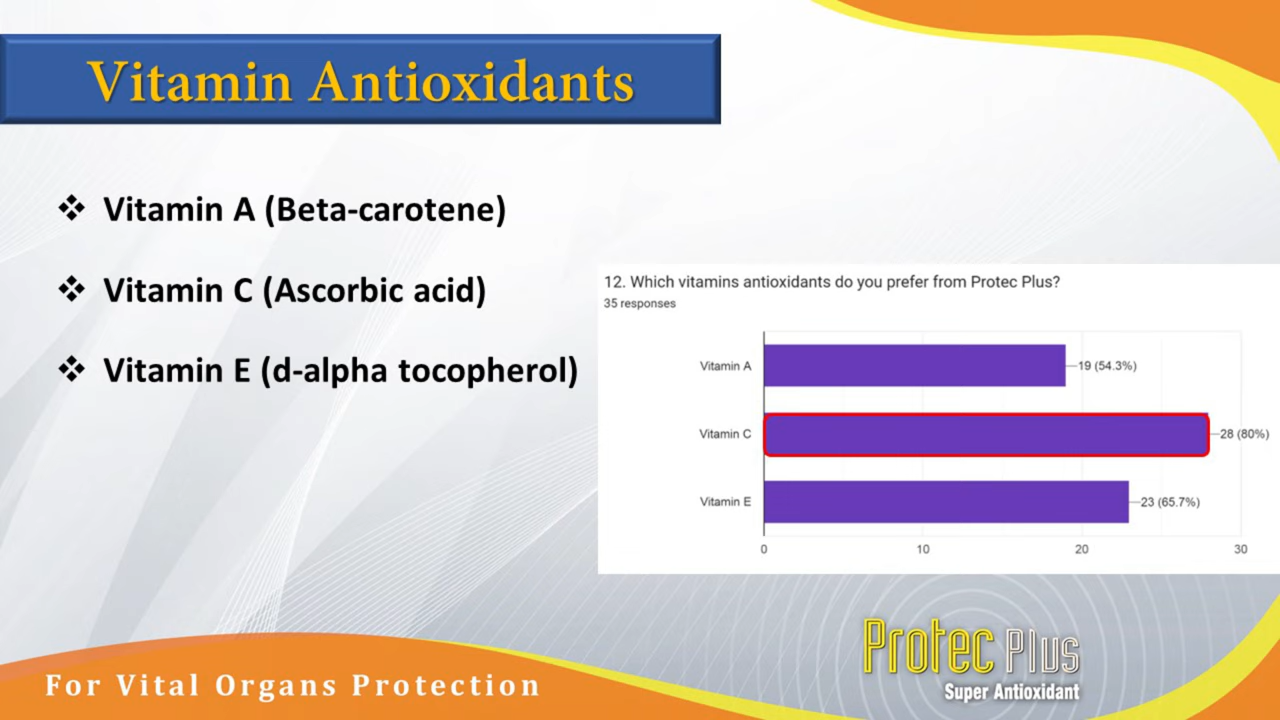 Vitamin Antioxidants
❖ Vitamin A (Beta-carotene)
❖ Vitamin C (Ascorbic acid)
❖ Vitamin E (d-alpha tocopherol)
12. Which vitamins antioxidants do you prefer from Protec Plus?
35 responses
Vitamin A 19 (54.3%)
Vitamin C 28 (80%)
Vitamin E 23 (65.7%)
0 10 20 30
For Vital Organs Protection
Protec Plus
Super Antioxidant